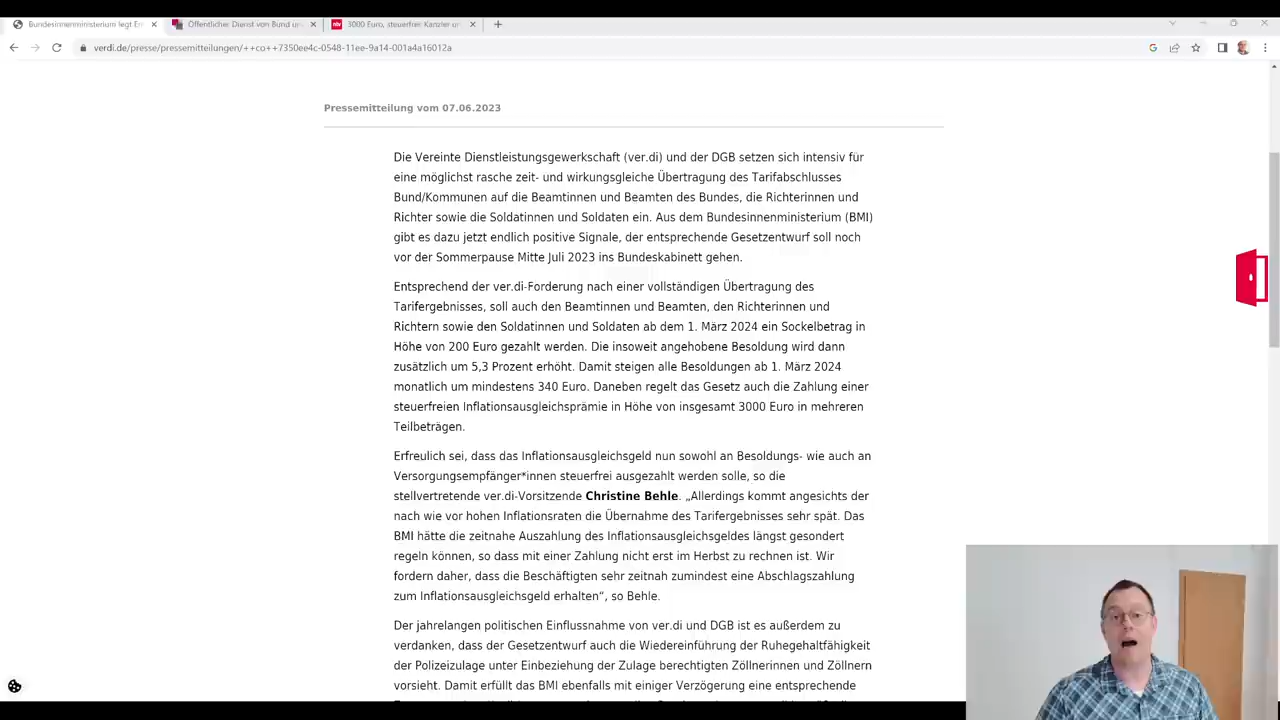 Bundesinnenministerium legt En
Öffentlicher Dienst von Bund un
ntv
3000 Euro, steuerfrei Kanzler un
verdi.de/presse/pressemitteilungen/++co++7350ee4c-0548-11ee-9a14-001a4a16012a
Pressemitteilung vom 07.06.2023
Die Vereinte Dienstleistungsgewerkschaft (ver.di) und der DGB setzen sich intensiv für
eine möglichst rasche zeit- und wirkungsgleiche Übertragung des Tarifabschlusses
Bund/Kommunen auf die Beamtinnen und Beamten des Bundes, die Richterinnen und
Richter sowie die Soldatinnen und Soldaten ein. Aus dem Bundesinnenministerium (BMI)
gibt es dazu jetzt endlich positive Signale, der entsprechende Gesetzentwurf soll noch
vor der Sommerpause Mitte Juli 2023 ins Bundeskabinett gehen.
Entsprechend der ver.di-Forderung nach einer vollständigen Übertragung des
Tarifergebnisses, soll auch den Beamtinnen und Beamten, den Richterinnen und
Richtern sowie den Soldatinnen und Soldaten ab dem 1. März 2024 ein Sockelbetrag in
Höhe von 200 Euro gezahlt werden. Die insoweit angehobene Besoldung wird dann
zusätzlich um 5,3 Prozent erhöht. Damit steigen alle Besoldungen ab 1. März 2024
monatlich um mindestens 340 Euro. Daneben regelt das Gesetz auch die Zahlung einer
steuerfreien Inflationsausgleichsprämie in Höhe von insgesamt 3000 Euro in mehreren
Teilbeträgen.
Erfreulich sei, dass das Inflationsausgleichsgeld nun sowohl an Besoldungs- wie auch an
Versorgungsempfänger*innen steuerfrei ausgezahlt werden solle, so die
stellvertretende ver.di-Vorsitzende Christine Behle. „Allerdings kommt angesichts der
nach wie vor hohen Inflationsraten die Übernahme des Tarifergebnisses sehr spät. Das
BMI hätte die zeitnahe Auszahlung des Inflationsausgleichsgeldes längst gesondert
regeln können, so dass mit einer Zahlung nicht erst im Herbst zu rechnen ist. Wir
fordern daher, dass die Beschäftigten sehr zeitnah zumindest eine Abschlagszahlung
zum Inflationsausgleichsgeld erhalten“, so Behle.
Der jahrelangen politischen Einflussnahme von ver.di und DGB ist es außerdem zu
verdanken, dass der Gesetzentwurf auch die Wiedereinführung der Ruhegehaltfähigkeit
der Polizeizulage unter Einbeziehung der Zulage berechtigten Zöllnerinnen und Zöllnern
vorsieht. Damit erfüllt das BMI ebenfalls mit einiger Verzögerung eine entsprechende